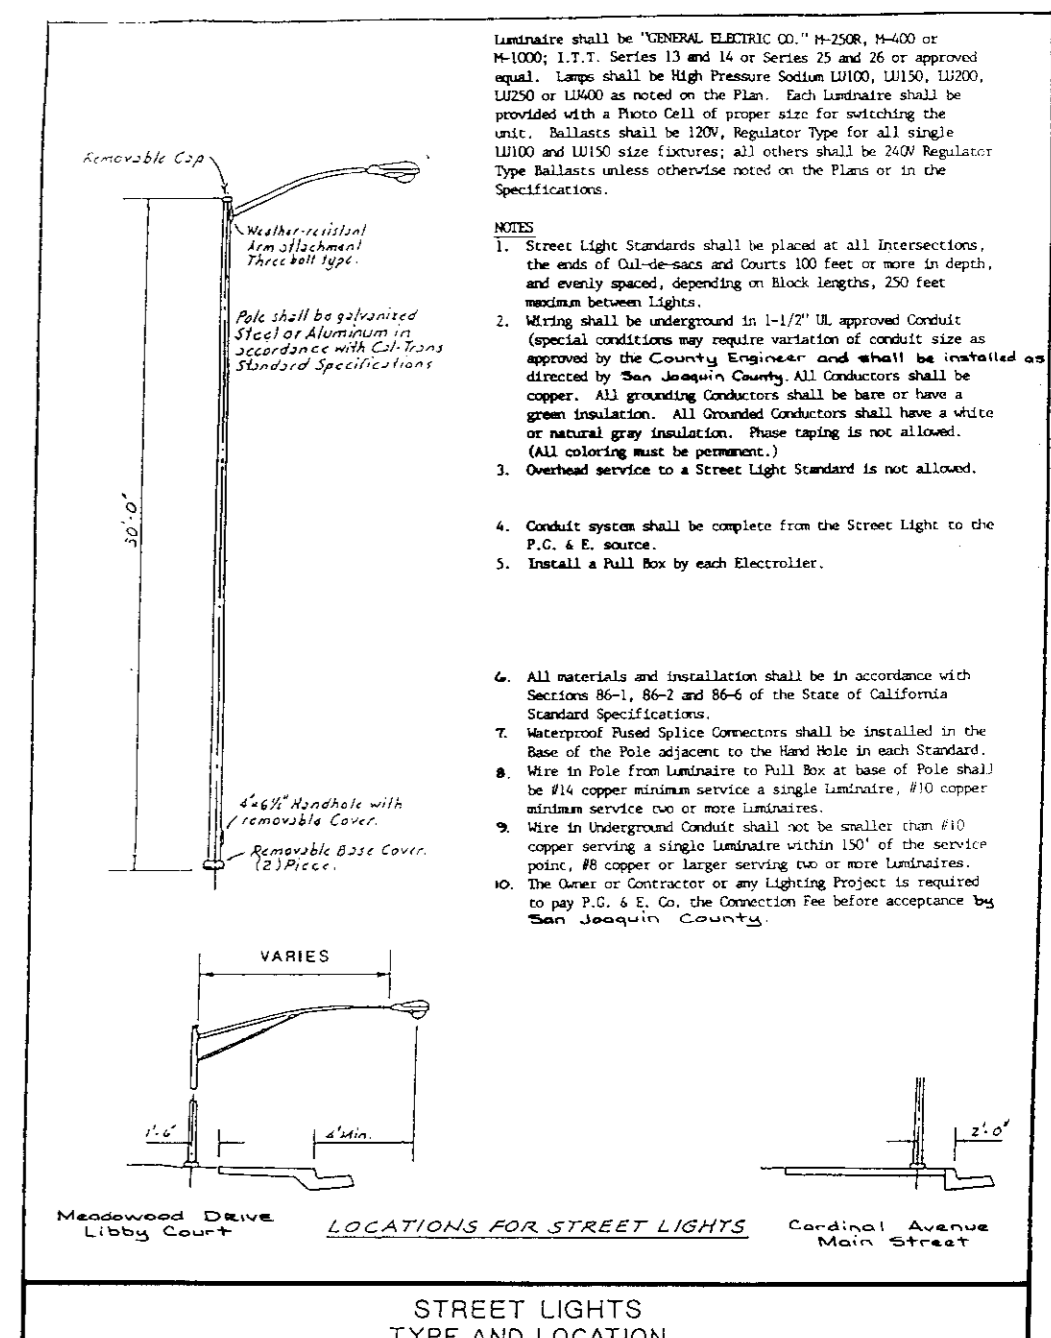 Luminaire shall be "GENERAL ELECTRIC CO." M-250R, M-400 or
M-1000; I.T.T. Series 13 and 14 or Series 25 and 26 or approved
equal. Lamps shall be High Pressure Sodium LU100, LU150, LU200,
LU250 or LU400 as noted on the Plan. Each Luminaire shall be
provided with a Photo Cell of proper size for switching the
unit. Ballasts shall be 120V, Regulator Type for all single
LU100 and LU150 size fixtures; all others shall be 240V Regulator
Type Ballasts unless otherwise noted on the Plans or in the
Specifications.
NOTES
1. Street Light Standards shall be placed at all Intersections,
the ends of Cul-de-sacs and Courts 100 feet or more in depth,
and evenly spaced, depending on Block lengths, 250 feet
maximum between Lights.
2. Wiring shall be underground in 1-1/2" UL approved Conduit
(special conditions may require variation of conduit size as
approved by the County Engineer and shall be installed as
directed by San Joaquin County. All Conductors shall be
copper. All grounding Conductors shall be bare or have a
green insulation. All Grounded Conductors shall have a white
or natural gray insulation. Phase taping is not allowed.
(All coloring must be permanent.)
3. Overhead service to a Street Light Standard is not allowed.
4. Conduit system shall be complete from the Street Light to the
P.G. & E. source.
5. Install a Pull Box by each Electrolier.
6. All materials and installation shall be in accordance with
Sections 86-1, 86-2 and 86-6 of the State of California
Standard Specifications.
7. Waterproof Fused Splice Connectors shall be installed in the
Base of the Pole adjacent to the Hand Hole in each Standard.
8. Wire in Pole from Luminaire to Pull Box at base of Pole shall
be #14 copper minimum service a single Luminaire, #10 copper
minimum service two or more Luminaires.
9. Wire in Underground Conduit shall not be smaller than #10
copper serving a single Luminaire within 150' of the service
point, #8 copper or larger serving two or more Luminaires.
10. The Owner or Contractor or any Lighting Project is required
to pay P.G. & E. Co. the Connection Fee before acceptance by
San Joaquin County.
Removable Cap
Weather-resistant
Arm attachment
Three bolt type.
Pole shall be galvanized
Steel or Aluminum in
accordance with Cal-Trans
Standard Specifications
30'-0"
4"x6½" Handhole with
removable Cover.
Removable Base Cover.
(2) Piece.
VARIES
1'-6"
4' Min.
2'-0"
Meadowood Drive
Libby Court
LOCATIONS FOR STREET LIGHTS
Cardinal Avenue
Main Street
STREET LIGHTS
TYPE AND LOCATION